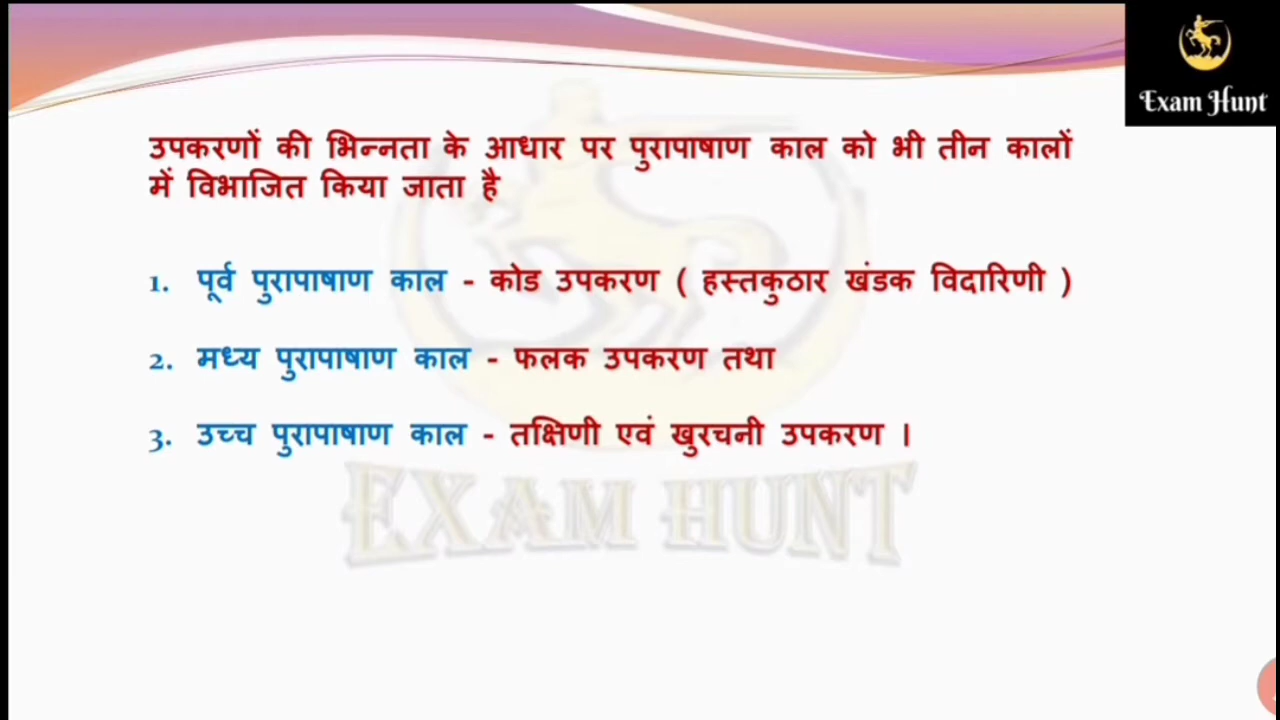 Exam Hunt
उपकरणों की भिन्नता के आधार पर पुरापाषाण काल को भी तीन कालों
में विभाजित किया जाता है
1. पूर्व पुरापाषाण काल - कोड उपकरण ( हस्तकुठार खंडक विदारिणी )
2. मध्य पुरापाषाण काल - फलक उपकरण तथा
3. उच्च पुरापाषाण काल - तक्षिणी एवं खुरचनी उपकरण ।
EXAM HUNT